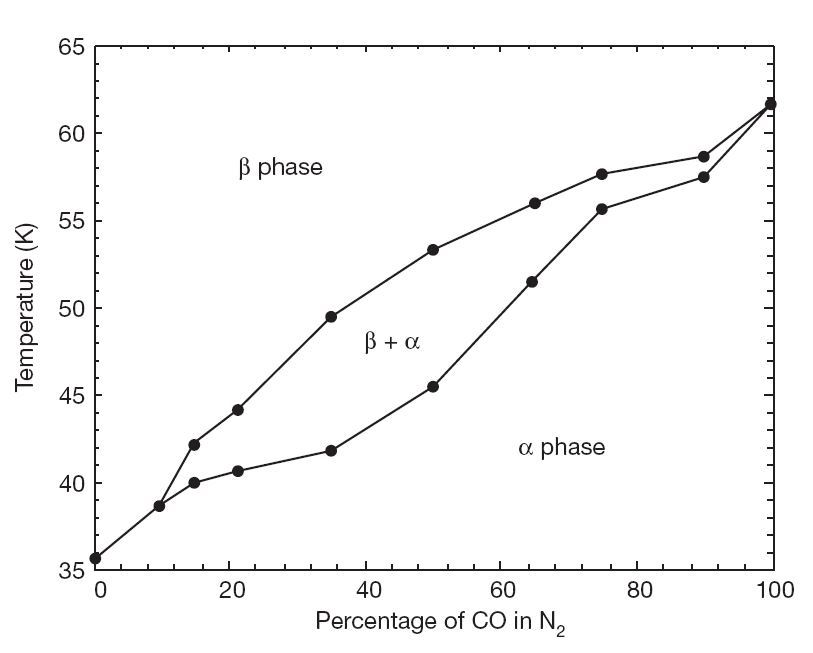 65
60
55
50
45
40
35
Temperature (K)
β phase
β + α
α phase
0 20 40 60 80 100
Percentage of CO in N₂